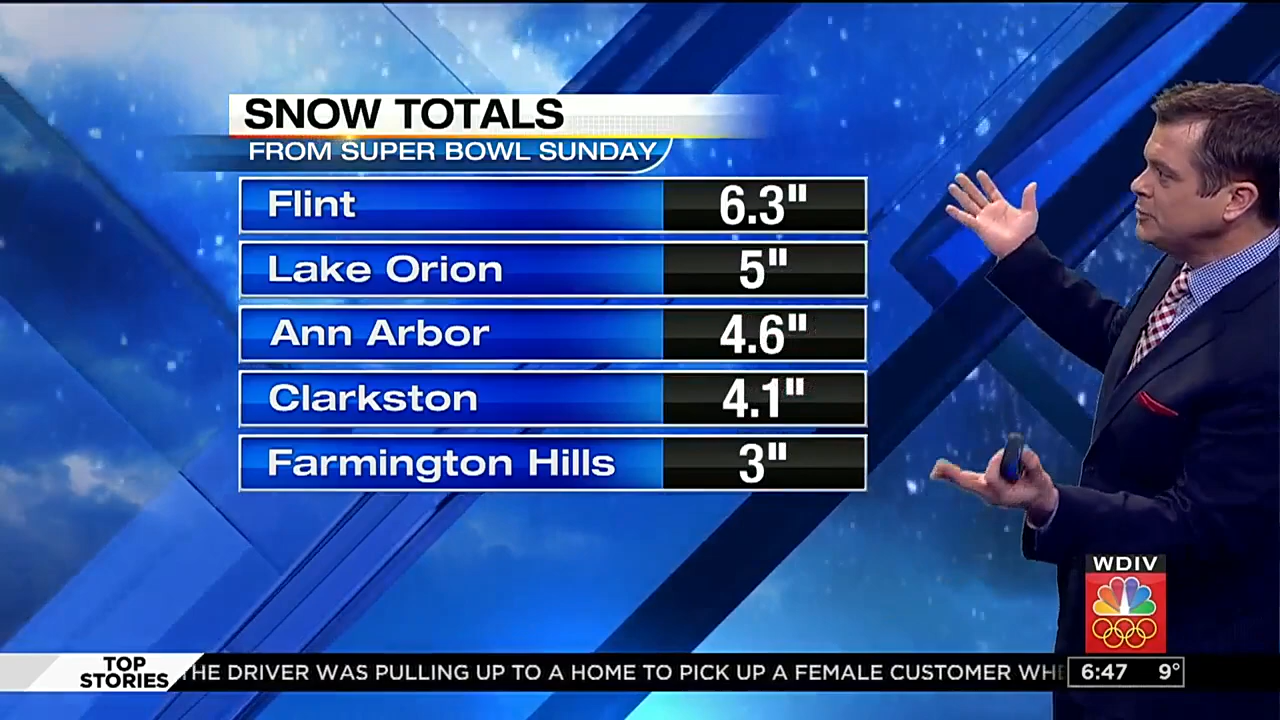 SNOW TOTALS
FROM SUPER BOWL SUNDAY
Flint 6.3"
Lake Orion 5"
Ann Arbor 4.6"
Clarkston 4.1"
Farmington Hills 3"
WDIV
TOP STORIES
THE DRIVER WAS PULLING UP TO A HOME TO PICK UP A FEMALE CUSTOMER
6:47 9°